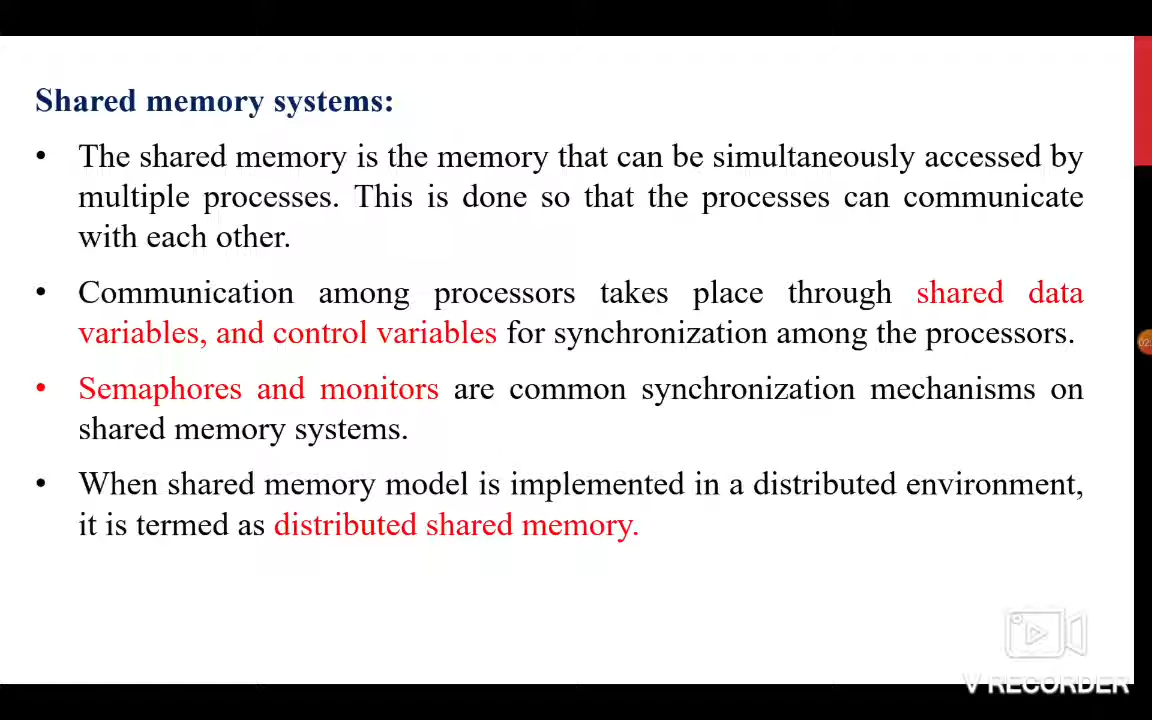 Shared memory systems:
• The shared memory is the memory that can be simultaneously accessed by
multiple processes. This is done so that the processes can communicate
with each other.
• Communication among processors takes place through shared data
variables, and control variables for synchronization among the processors.
• Semaphores and monitors are common synchronization mechanisms on
shared memory systems.
• When shared memory model is implemented in a distributed environment,
it is termed as distributed shared memory.
V RECORDER